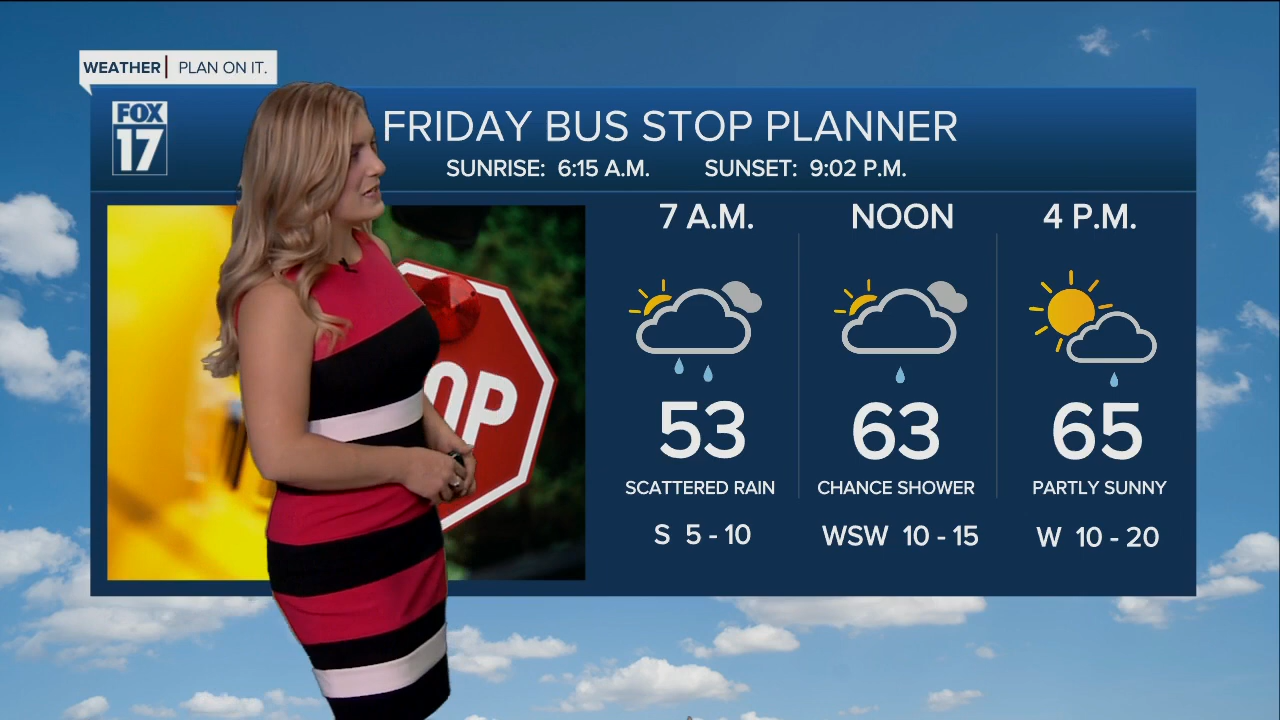 WEATHER | PLAN ON IT.
FOX
17
FRIDAY BUS STOP PLANNER
SUNRISE: 6:15 A.M. SUNSET: 9:02 P.M.
OP
7 A.M. NOON 4 P.M.
53 63 65
SCATTERED RAIN CHANCE SHOWER PARTLY SUNNY
S 5 - 10 WSW 10 - 15 W 10 - 20